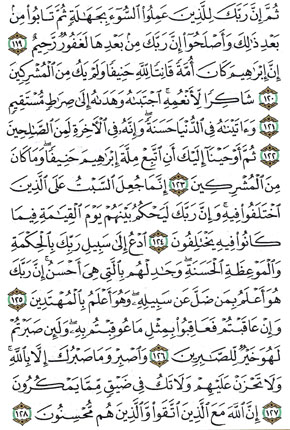 ثُمَّ إِنَّ رَبَّكَ لِلَّذِينَ عَمِلُوا۟ ٱلسُّوٓءَ بِجَهَـٰلَةٍ ثُمَّ تَابُوا۟ مِنۢ
بَعْدِ ذَٰلِكَ وَأَصْلَحُوٓا۟ إِنَّ رَبَّكَ مِنۢ بَعْدِهَا لَغَفُورٌ رَّحِيمٌ ١١٩
إِنَّ إِبْرَٰهِيمَ كَانَ أُمَّةً قَانِتًا لِّلَّهِ حَنِيفًا وَلَمْ يَكُ مِنَ ٱلْمُشْرِكِينَ
١٢٠ شَاكِرًا لِّأَنْعُمِهِ ٱجْتَبَىٰهُ وَهَدَىٰهُ إِلَىٰ صِرَٰطٍ مُّسْتَقِيمٍ
١٢١ وَءَاتَيْنَـٰهُ فِى ٱلدُّنْيَا حَسَنَةً وَإِنَّهُۥ فِى ٱلْـَٔاخِرَةِ لَمِنَ ٱلصَّـٰلِحِينَ
١٢٢ ثُمَّ أَوْحَيْنَآ إِلَيْكَ أَنِ ٱتَّبِعْ مِلَّةَ إِبْرَٰهِيمَ حَنِيفًا وَمَا كَانَ
مِنَ ٱلْمُشْرِكِينَ ١٢٣ إِنَّمَا جُعِلَ ٱلسَّبْتُ عَلَى ٱلَّذِينَ
ٱخْتَلَفُوا۟ فِيهِ وَإِنَّ رَبَّكَ لَيَحْكُمُ بَيْنَهُمْ يَوْمَ ٱلْقِيَـٰمَةِ فِيمَا
كَانُوا۟ فِيهِ يَخْتَلِفُونَ ١٢٤ ٱدْعُ إِلَىٰ سَبِيلِ رَبِّكَ بِٱلْحِكْمَةِ
وَٱلْمَوْعِظَةِ ٱلْحَسَنَةِ وَجَـٰدِلْهُم بِٱلَّتِى هِىَ أَحْسَنُ إِنَّ رَبَّكَ
هُوَ أَعْلَمُ بِمَن ضَلَّ عَن سَبِيلِهِۦ وَهُوَ أَعْلَمُ بِٱلْمُهْتَدِينَ ١٢٥
وَإِنْ عَاقَبْتُمْ فَعَاقِبُوا۟ بِمِثْلِ مَا عُوقِبْتُم بِهِۦ وَلَئِن صَبَرْتُمْ
لَهُوَ خَيْرٌ لِّلصَّـٰبِرِينَ ١٢٦ وَٱصْبِرْ وَمَا صَبْرُكَ إِلَّا بِٱللَّهِ
وَلَا تَحْزَنْ عَلَيْهِمْ وَلَا تَكُ فِى ضَيْقٍ مِّمَّا يَمْكُرُونَ
١٢٧ إِنَّ ٱللَّهَ مَعَ ٱلَّذِينَ ٱتَّقَوا۟ وَّٱلَّذِينَ هُم مُّحْسِنُونَ ١٢٨